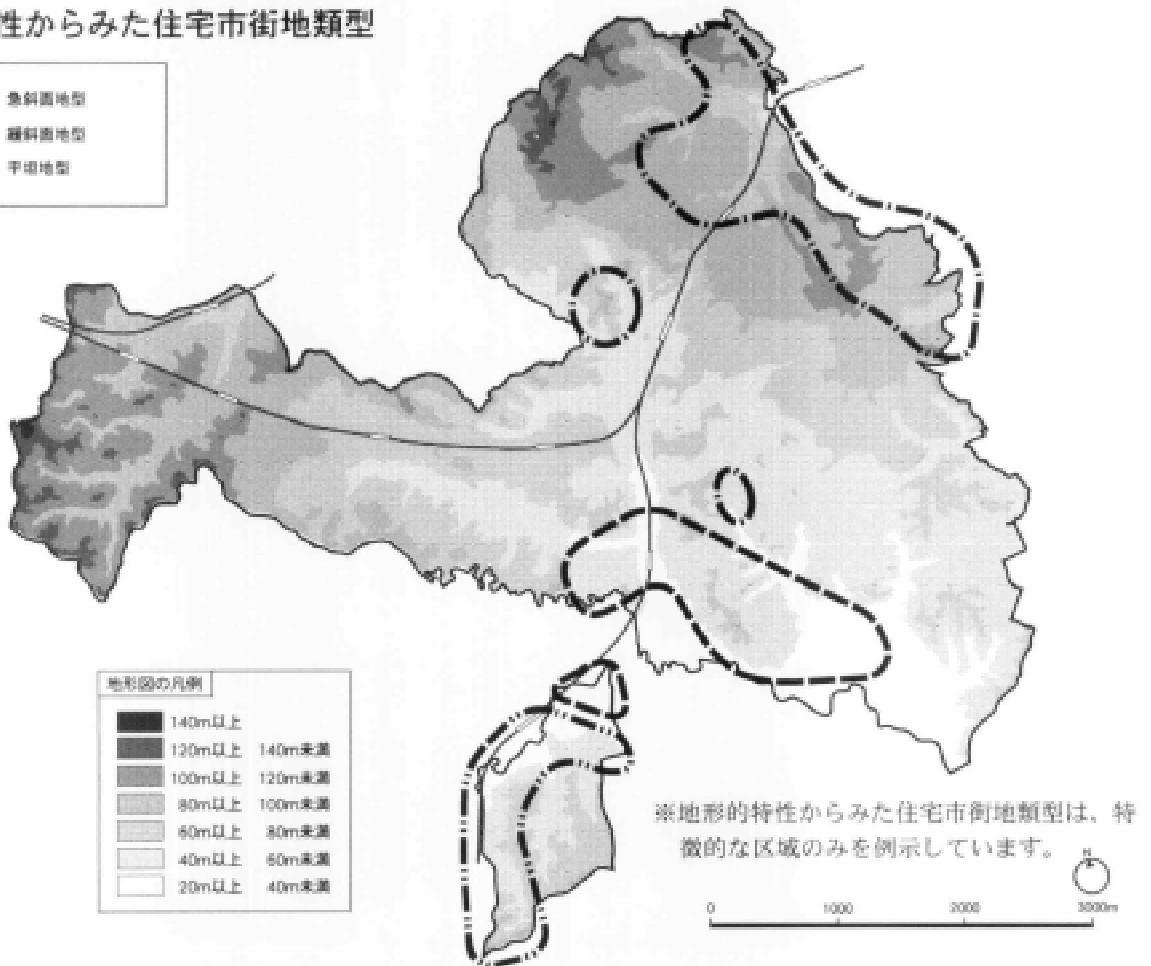 性からみた住宅市街地類型
急斜面地型
緩斜面地型
平坦地型
地形図の凡例
140m以上
120m以上 140m未満
100m以上 120m未満
80m以上 100m未満
60m以上 80m未満
40m以上 60m未満
20m以上 40m未満
※地形的特性からみた住宅市街地類型は、特
徴的な区域のみを例示しています。
N
0 1000 2000 3000m